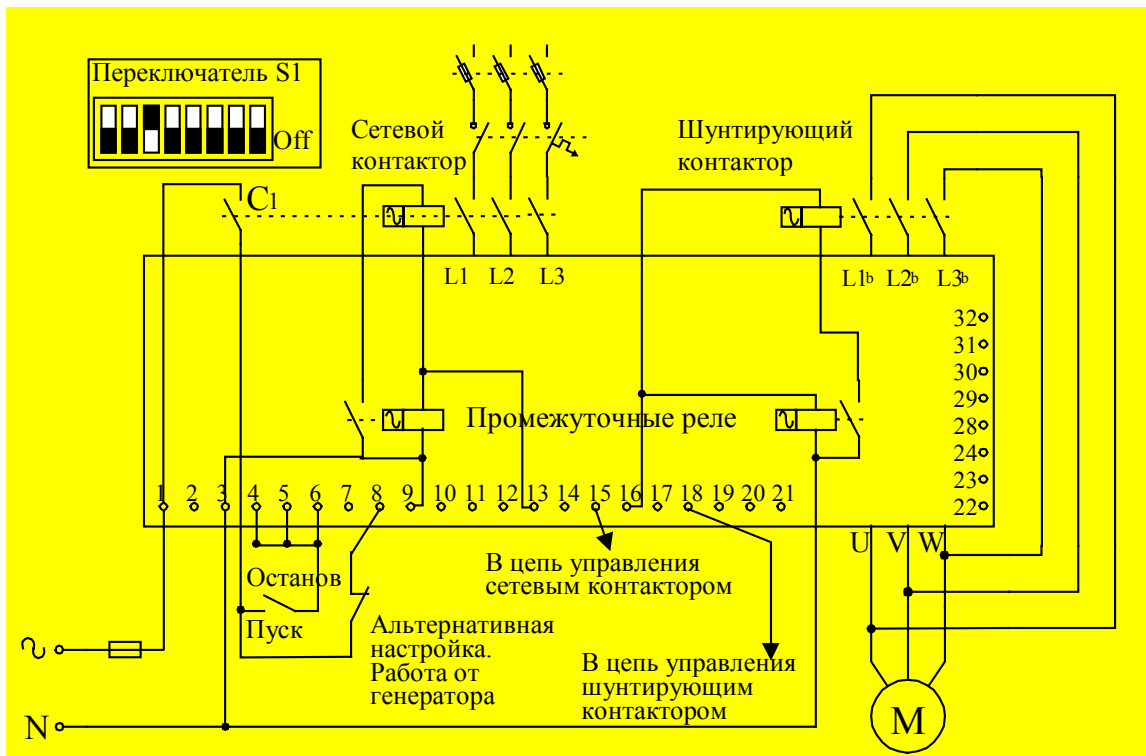 Переключатель S1
Off
Сетевой
контактор
Шунтирующий
контактор
C1
L1 L2 L3
L1b L2b L3b
32
31
30
29
28
24
23
22
Промежуточные реле
1 2 3 4 5 6 7 8 9 10 11 12 13 14 15 16 17 18 19 20 21
U V W
Останов
Пуск
В цепь управления
сетевым контактором
Альтернативная
настройка.
Работа от
генератора
В цепь управления
шунтирующим
контактором
N
M